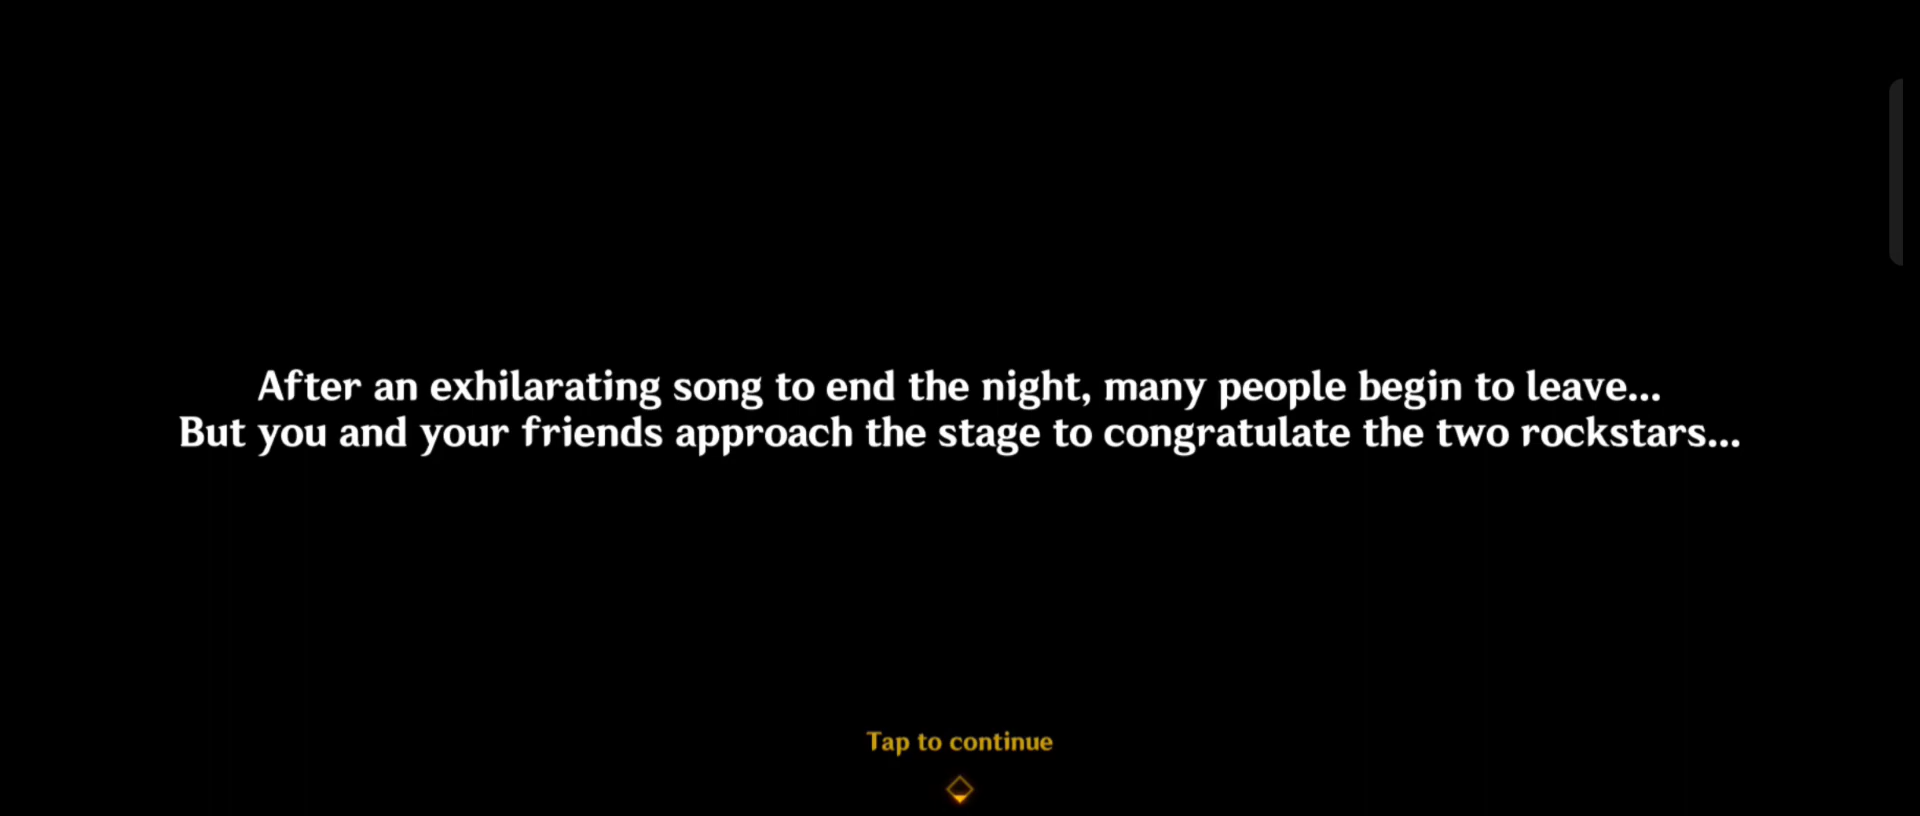 After an exhilarating song to end the night, many people begin to leave...
But you and your friends approach the stage to congratulate the two rockstars...
Tap to continue